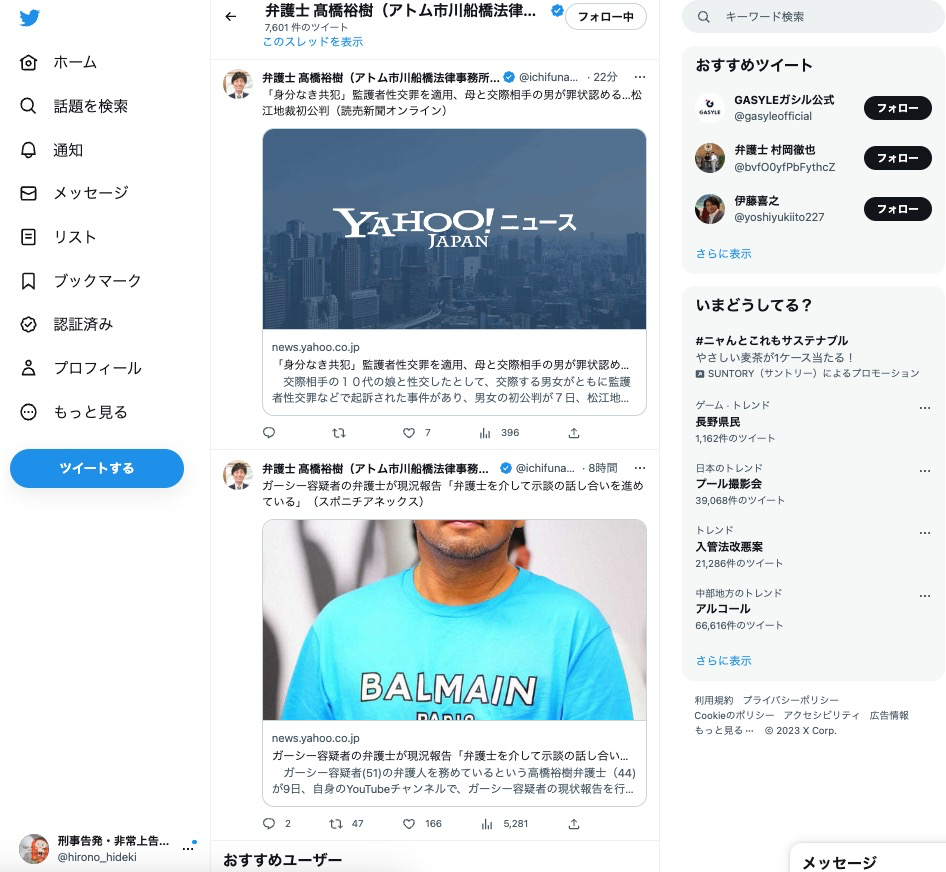 ホーム
話題を検索
通知
メッセージ
リスト
ブックマーク
認証済み
プロフィール
もっと見る
ツイートする
刑事告発・非常上告...
@hirono_hideki
弁護士 髙橋裕樹（アトム市川船橋法律...
7,601 件のツイート
フォロー中
このスレッドを表示
弁護士 髙橋裕樹（アトム市川船橋法律事務所... @ichifuna... · 22分
「身分なき共犯」監護者性交罪を適用、母と交際相手の男が罪状認める...松
江地裁初公判（読売新聞オンライン）
YAHOO! ニュース
JAPAN
news.yahoo.co.jp
「身分なき共犯」監護者性交罪を適用、母と交際相手の男が罪状認め...
交際相手の１０代の娘と性交したとして、交際する男女がともに監護
者性交罪などで起訴された事件があり、男女の初公判が７日、松江地...
7 396
弁護士 髙橋裕樹（アトム市川船橋法律事務... @ichifuna... · 8時間
ガーシー容疑者の弁護士が現況報告「弁護士を介して示談の話し合いを進め
ている」（スポニチアネックス）
BALMAIN
PARIS
news.yahoo.co.jp
ガーシー容疑者の弁護士が現況報告「弁護士を介して示談の話し合い...
ガーシー容疑者(51)の弁護人を務めているという高橋裕樹弁護士（44）
が9日、自身のYouTubeチャンネルで、ガーシー容疑者の現状報告を行...
2 47 166 5,281
おすすめユーザー
キーワード検索
おすすめツイート
GASYLE
GASYLEガシル公式
@gasyleofficial
フォロー
弁護士 村岡徹也
@bvfO0yfPbFythcZ
フォロー
伊藤喜之
@yoshiyukiito227
フォロー
さらに表示
いまどうしてる？
#ニャんとこれもサステナブル
やさしい麦茶が1ケース当たる！
SUNTORY（サントリー）によるプロモーション
ゲーム · トレンド
長野県民
1,162件のツイート
日本のトレンド
プール撮影会
39,068件のツイート
トレンド
入管法改悪案
21,286件のツイート
中部地方のトレンド
アルコール
66,616件のツイート
さらに表示
利用規約 プライバシーポリシー
Cookieのポリシー アクセシビリティ 広告情報
もっと見る... © 2023 X Corp.
メッセージ